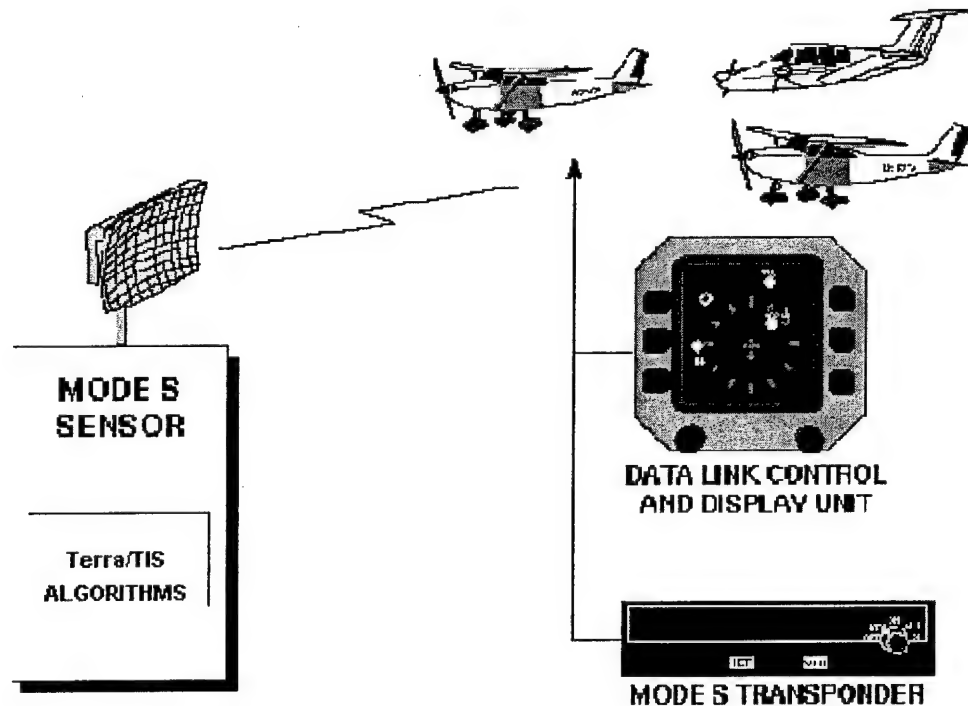 MODE S
SENSOR
Terra/TIS
ALGORITHMS
DATA LINK CONTROL
AND DISPLAY UNIT
MODE S TRANSPONDER